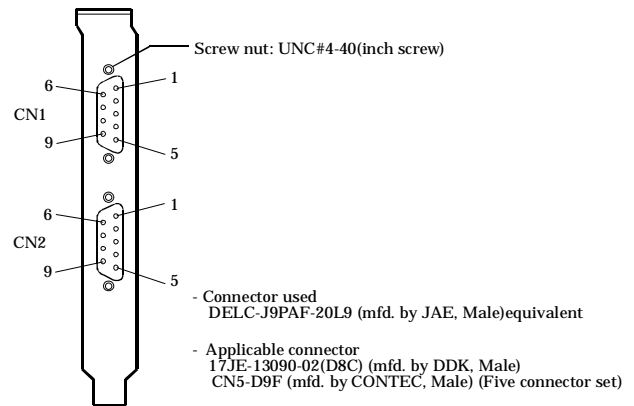 Screw nut: UNC#4-40(inch screw)
1
6
CN1
9
5
1
6
CN2
9
5
- Connector used
DELC-J9PAF-20L9 (mfd. by JAE, Male)equivalent
- Applicable connector
17JE-13090-02(D8C) (mfd. by DDK, Male)
CN5-D9F (mfd. by CONTEC, Male) (Five connector set)